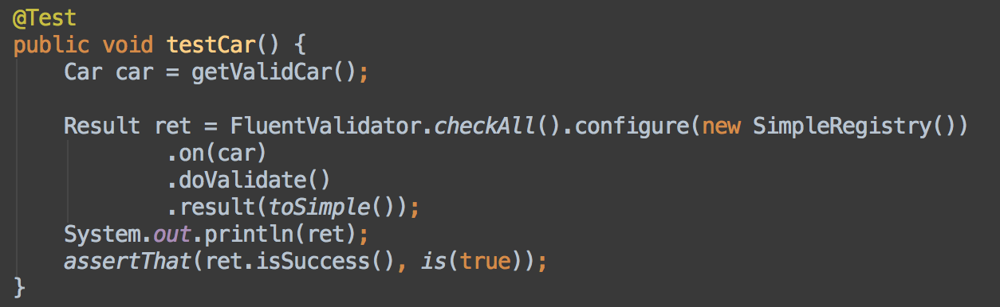 @Test
public void testCar() {
    Car car = getValidCar();

    Result ret = FluentValidator.checkAll().configure(new SimpleRegistry())
            .on(car)
            .doValidate()
            .result(toSimple());
    System.out.println(ret);
    assertThat(ret.isSuccess(), is(true));
}